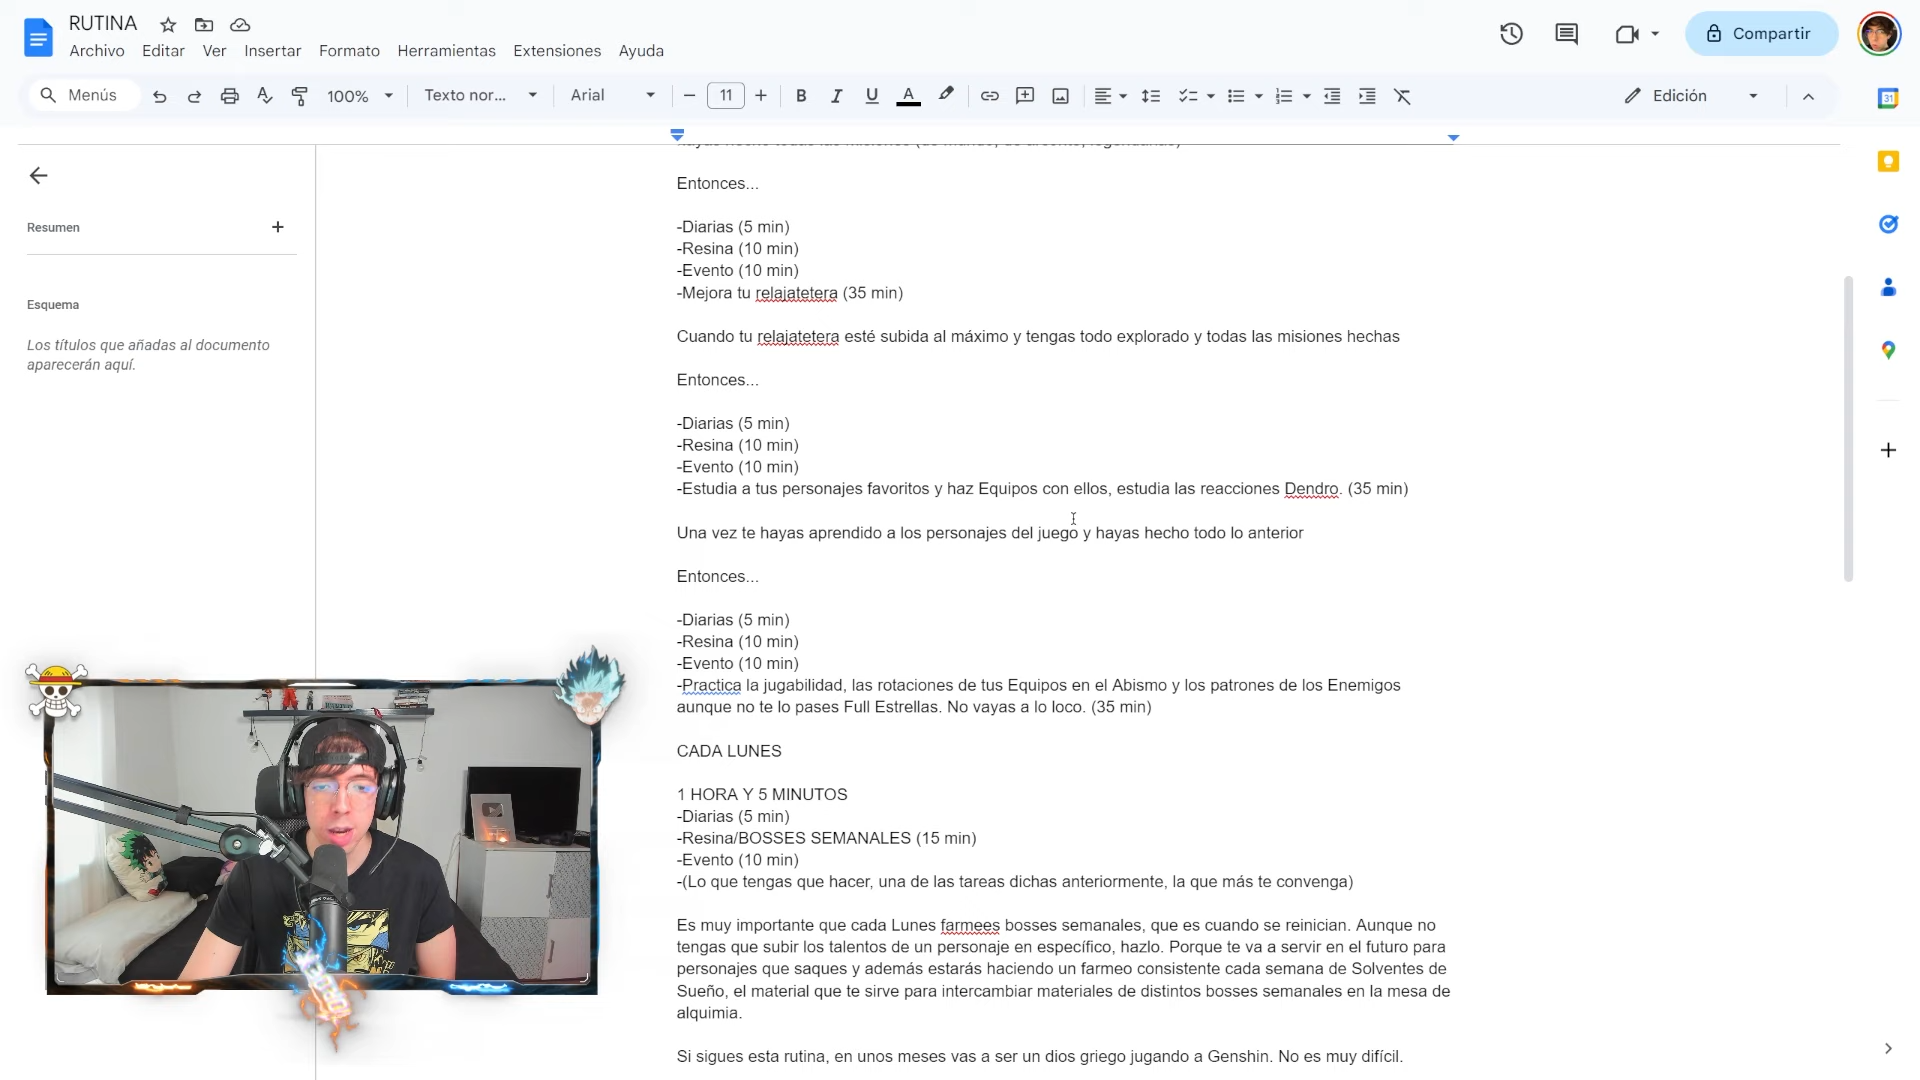 RUTINA
Archivo Editar Ver Insertar Formato Herramientas Extensiones Ayuda
Compartir
Menús 100% Texto nor... Arial 11 Edición
31
Resumen
Esquema
Los títulos que añadas al documento
aparecerán aquí.
Entonces...
-Diarias (5 min)
-Resina (10 min)
-Evento (10 min)
-Mejora tu relajatetera (35 min)
Cuando tu relajatetera esté subida al máximo y tengas todo explorado y todas las misiones hechas
Entonces...
-Diarias (5 min)
-Resina (10 min)
-Evento (10 min)
-Estudia a tus personajes favoritos y haz Equipos con ellos, estudia las reacciones Dendro. (35 min)
Una vez te hayas aprendido a los personajes del juego y hayas hecho todo lo anterior
Entonces...
-Diarias (5 min)
-Resina (10 min)
-Evento (10 min)
-Practica la jugabilidad, las rotaciones de tus Equipos en el Abismo y los patrones de los Enemigos
aunque no te lo pases Full Estrellas. No vayas a lo loco. (35 min)
CADA LUNES
1 HORA Y 5 MINUTOS
-Diarias (5 min)
-Resina/BOSSES SEMANALES (15 min)
-Evento (10 min)
-(Lo que tengas que hacer, una de las tareas dichas anteriormente, la que más te convenga)
Es muy importante que cada Lunes farmees bosses semanales, que es cuando se reinician. Aunque no
tengas que subir los talentos de un personaje en específico, hazlo. Porque te va a servir en el futuro para
personajes que saques y además estarás haciendo un farmeo consistente cada semana de Solventes de
Sueño, el material que te sirve para intercambiar materiales de distintos bosses semanales en la mesa de
alquimia.
Si sigues esta rutina, en unos meses vas a ser un dios griego jugando a Genshin. No es muy difícil.